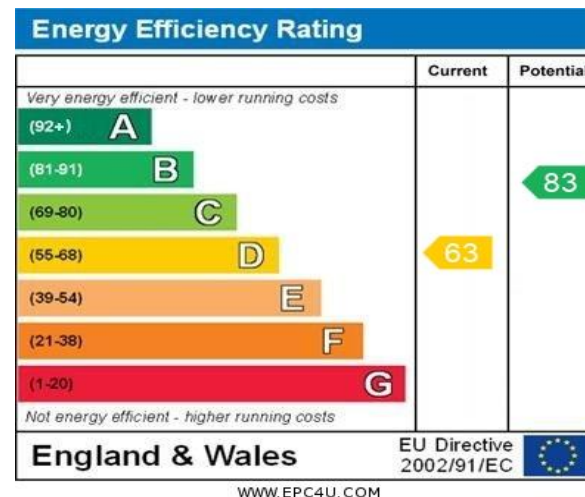 Energy Efficiency Rating
Current Potential
Very energy efficient - lower running costs
(92+) A
(81-91) B
83
(69-80) C
(55-68) D 63
(39-54) E
(21-38) F
(1-20) G
Not energy efficient - higher running costs
England & Wales
EU Directive
2002/91/EC
WWW.EPC4U.COM